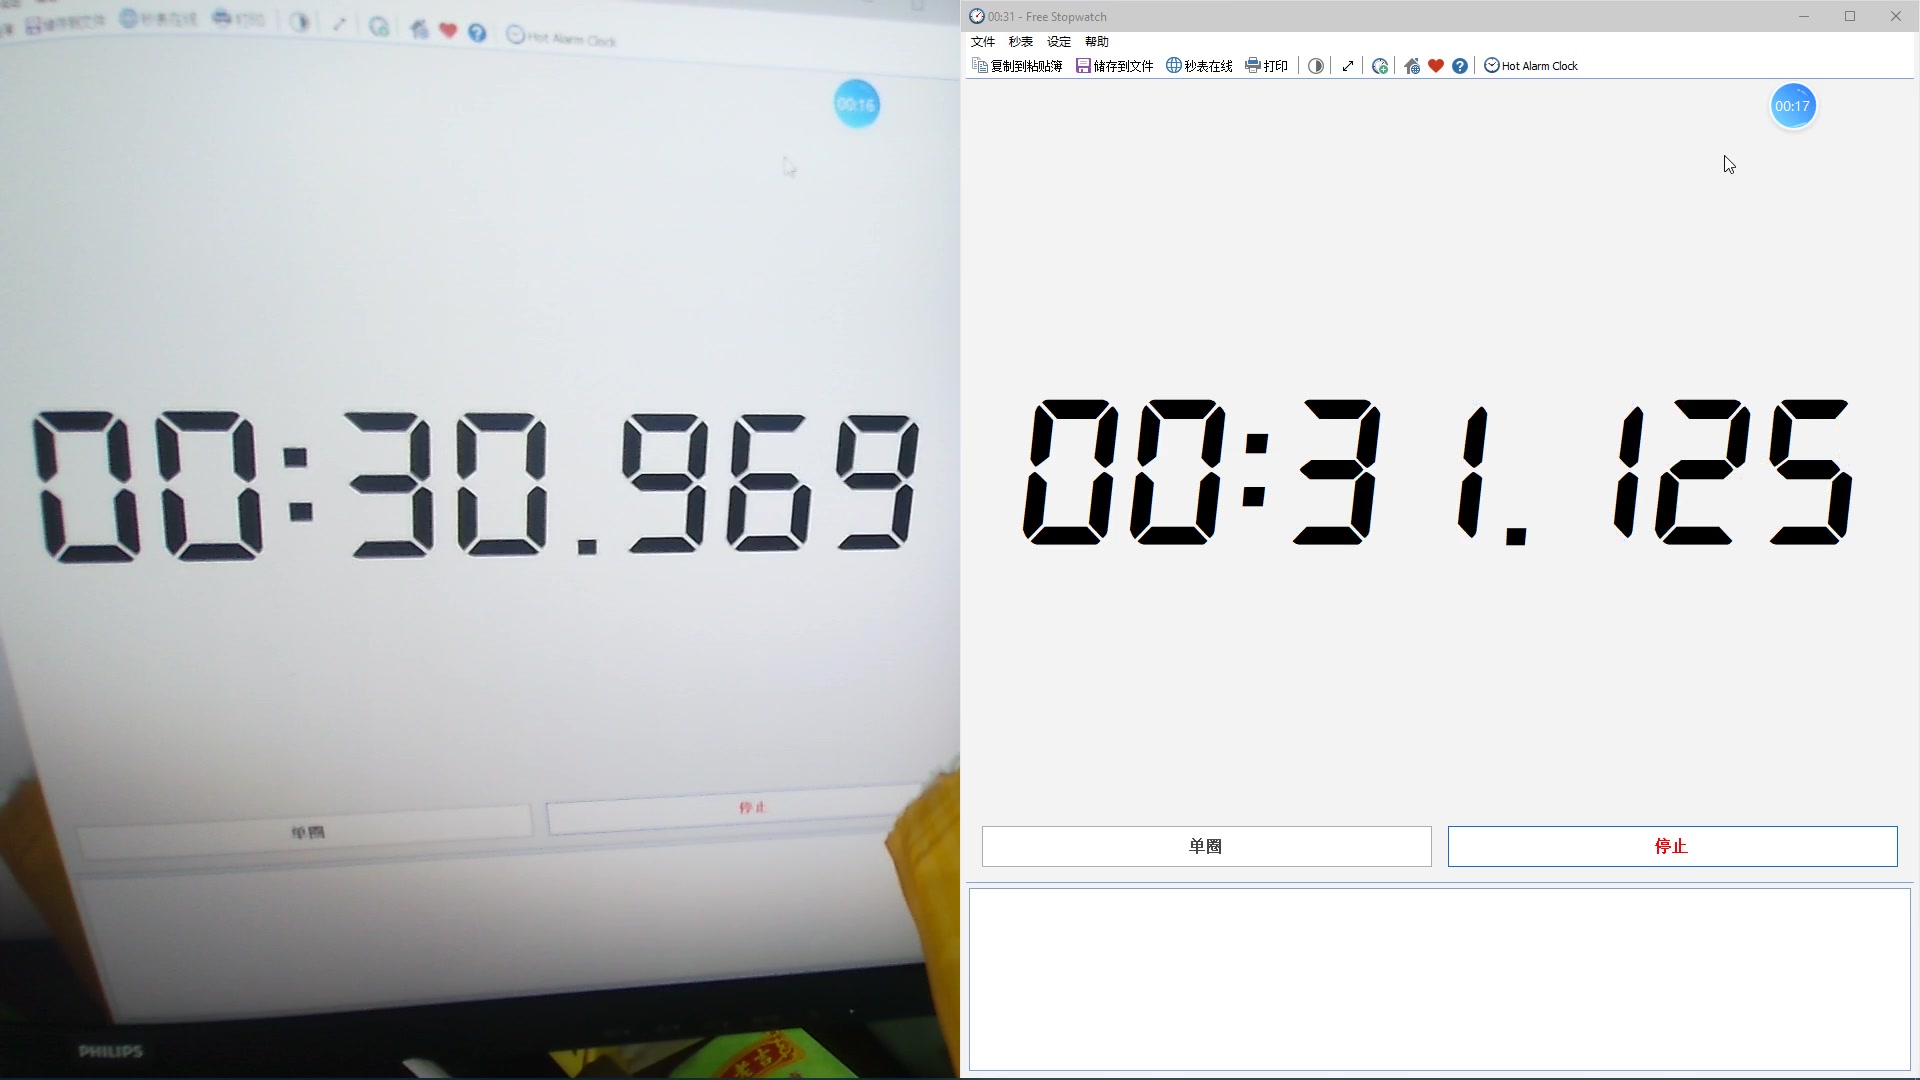 储存到文件 秒表在线 打印 Hot Alarm Clock
00:16
00:30.969
单圈 停止
PHILIPS
00:31 - Free Stopwatch
文件 秒表 设定 帮助
复制到粘贴簿 储存到文件 秒表在线 打印 Hot Alarm Clock
00:17
00:31.125
单圈 停止